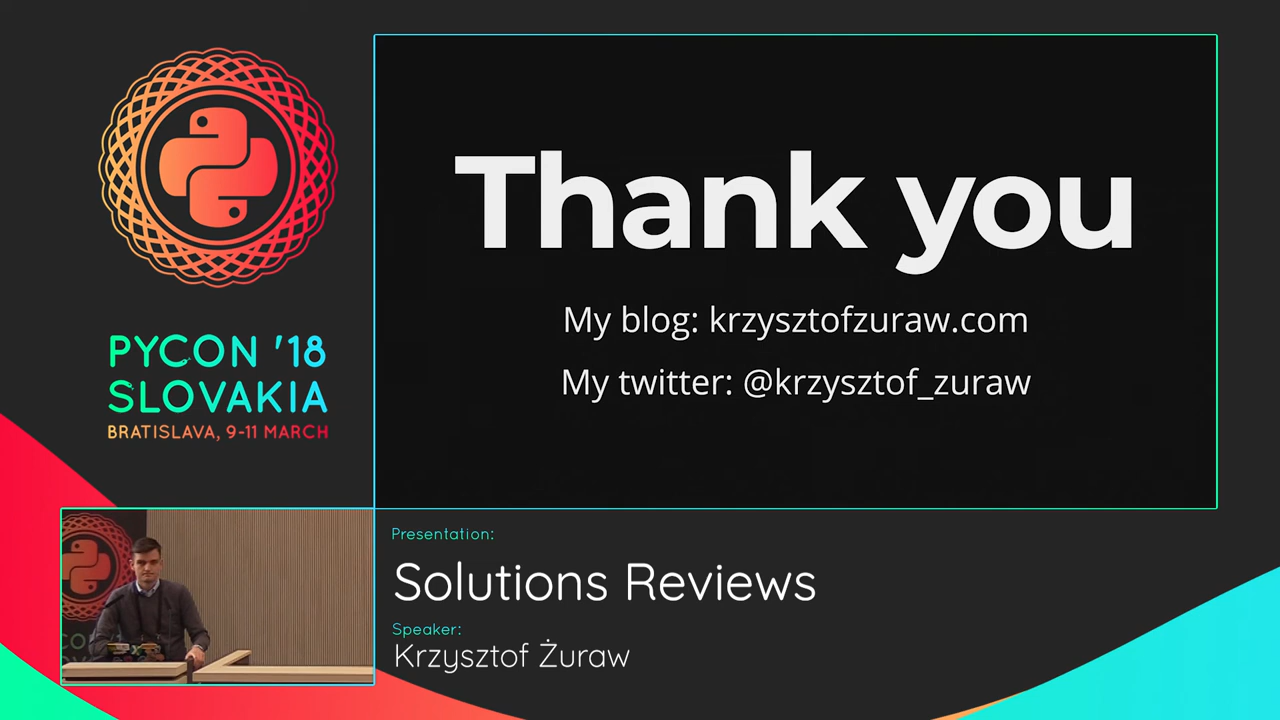 PYCON '18
SLOVAKIA
BRATISLAVA, 9-11 MARCH
Thank you
My blog: krzysztofzuraw.com
My twitter: @krzysztof_zuraw
Presentation:
Solutions Reviews
Speaker:
Krzysztof Żuraw